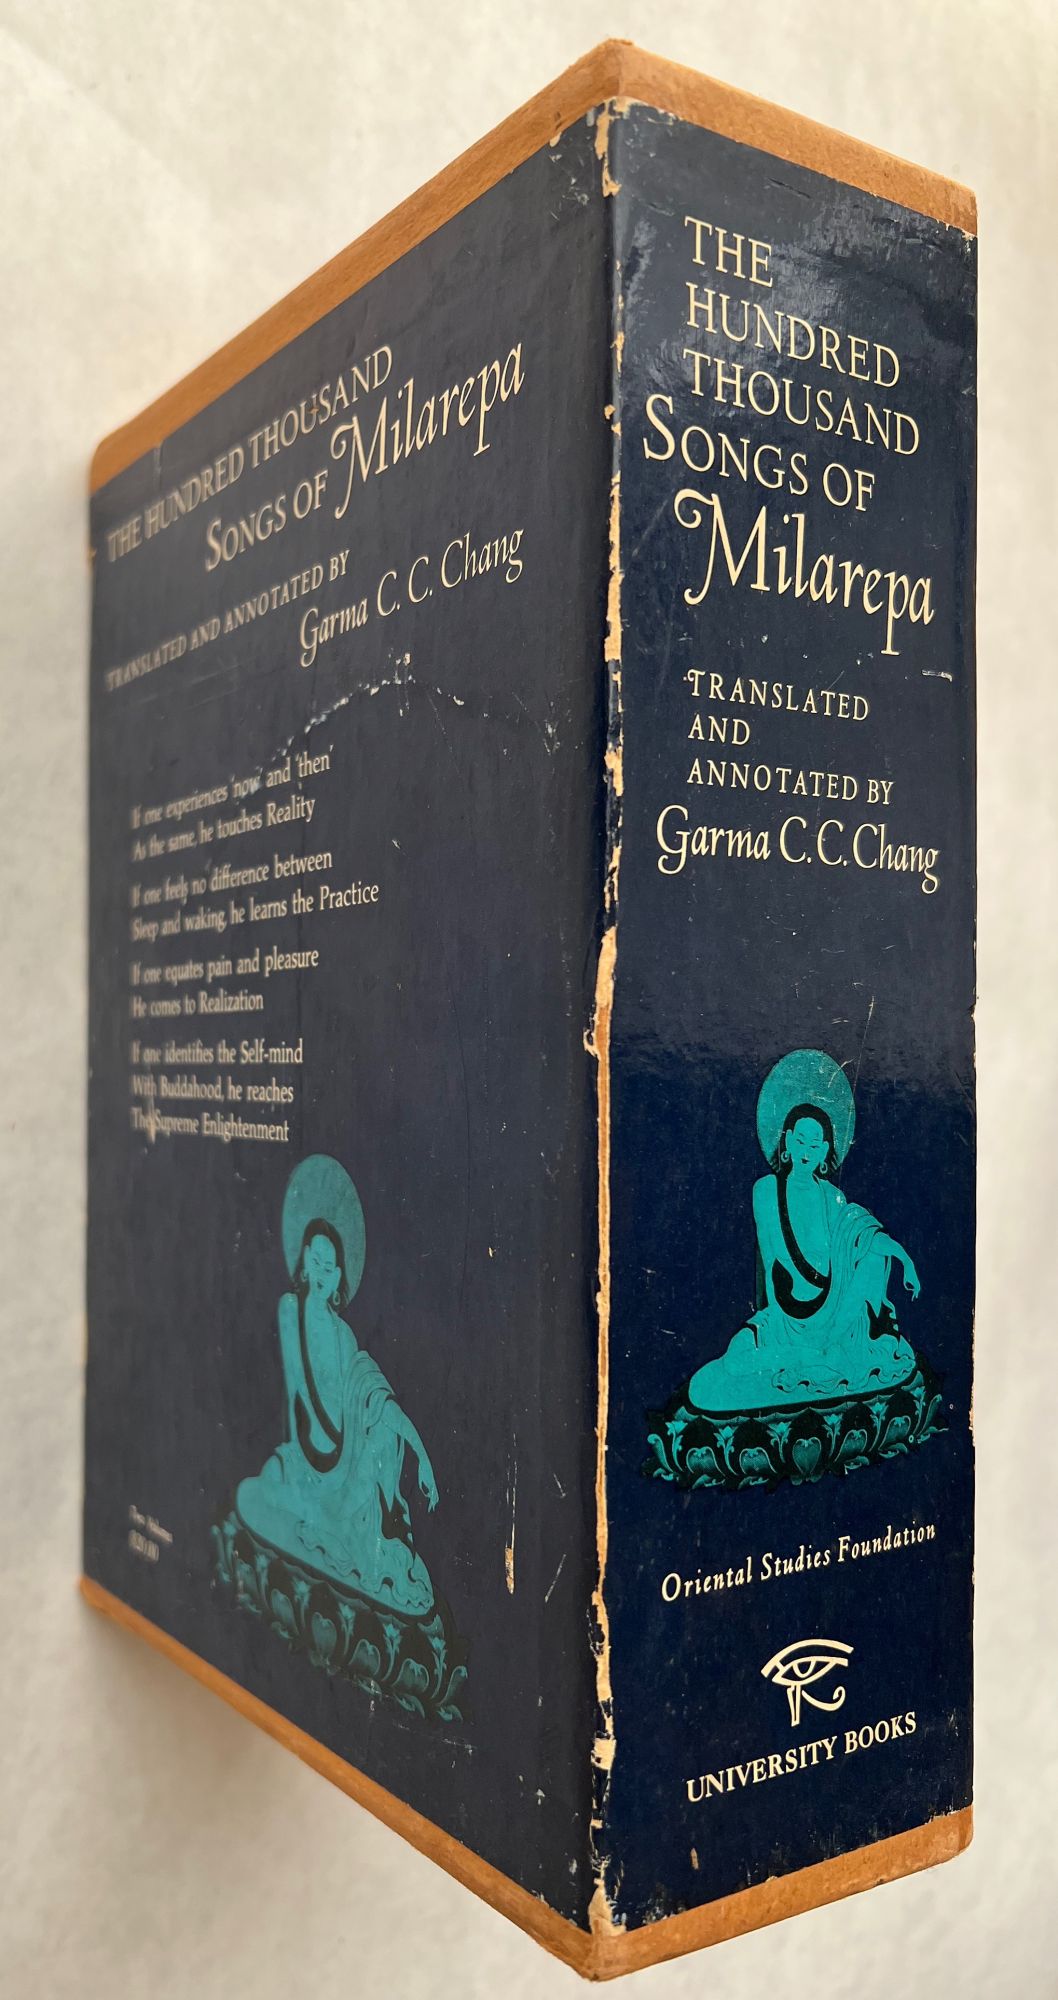 THE HUNDRED THOUSAND
SONGS OF Milarepa
TRANSLATED AND ANNOTATED BY
Garma C. C. Chang
If one experiences 'now' and 'then'
As the same, he touches Reality
If one feels no difference between
Sleep and waking, he learns the Practice
If one equates pain and pleasure
He comes to Realization
If one identifies the Self-mind
With Buddahood, he reaches
The Supreme Enlightenment
THE
HUNDRED
THOUSAND
SONGS OF
Milarepa
TRANSLATED
AND
ANNOTATED BY
Garma C. C. Chang
Oriental Studies Foundation
UNIVERSITY BOOKS